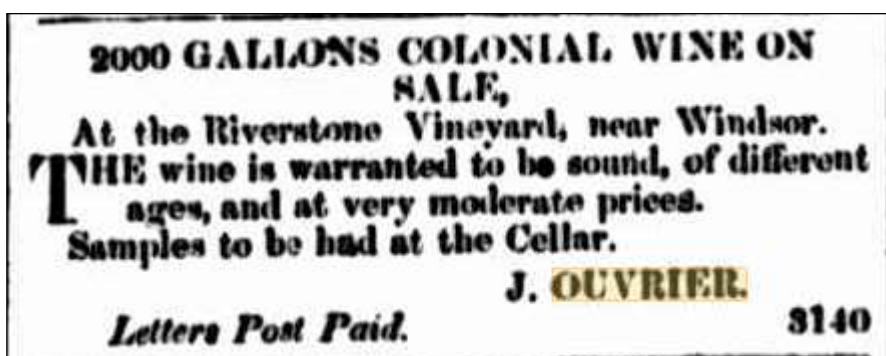 2000 GALLONS COLONIAL WINE ON
SALE,
At the Riverstone Vineyard, near Windsor.
THE wine is warranted to be sound, of different
ages, and at very moderate prices.
Samples to be had at the Cellar.
J. OUVRIER.
Letters Post Paid. 3140